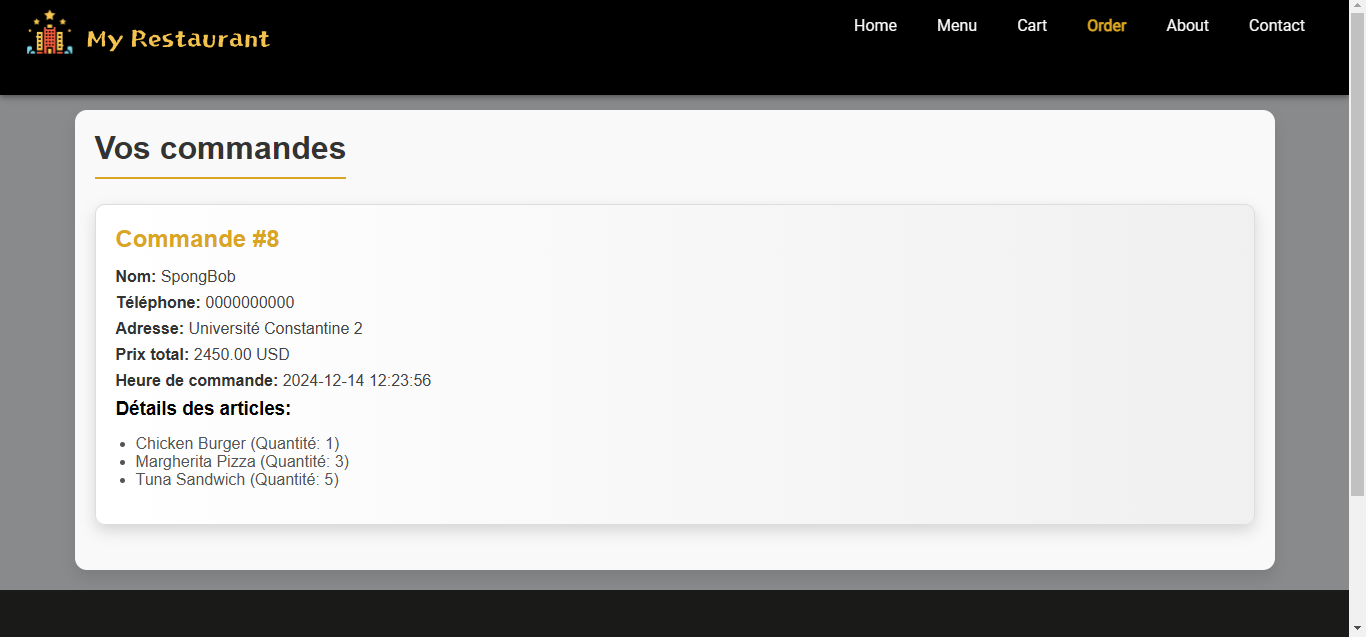 My Restaurant
Home Menu Cart Order About Contact
Vos commandes
Commande #8
Nom: SpongBob
Téléphone: 0000000000
Adresse: Université Constantine 2
Prix total: 2450.00 USD
Heure de commande: 2024-12-14 12:23:56
Détails des articles:
• Chicken Burger (Quantité: 1)
• Margherita Pizza (Quantité: 3)
• Tuna Sandwich (Quantité: 5)